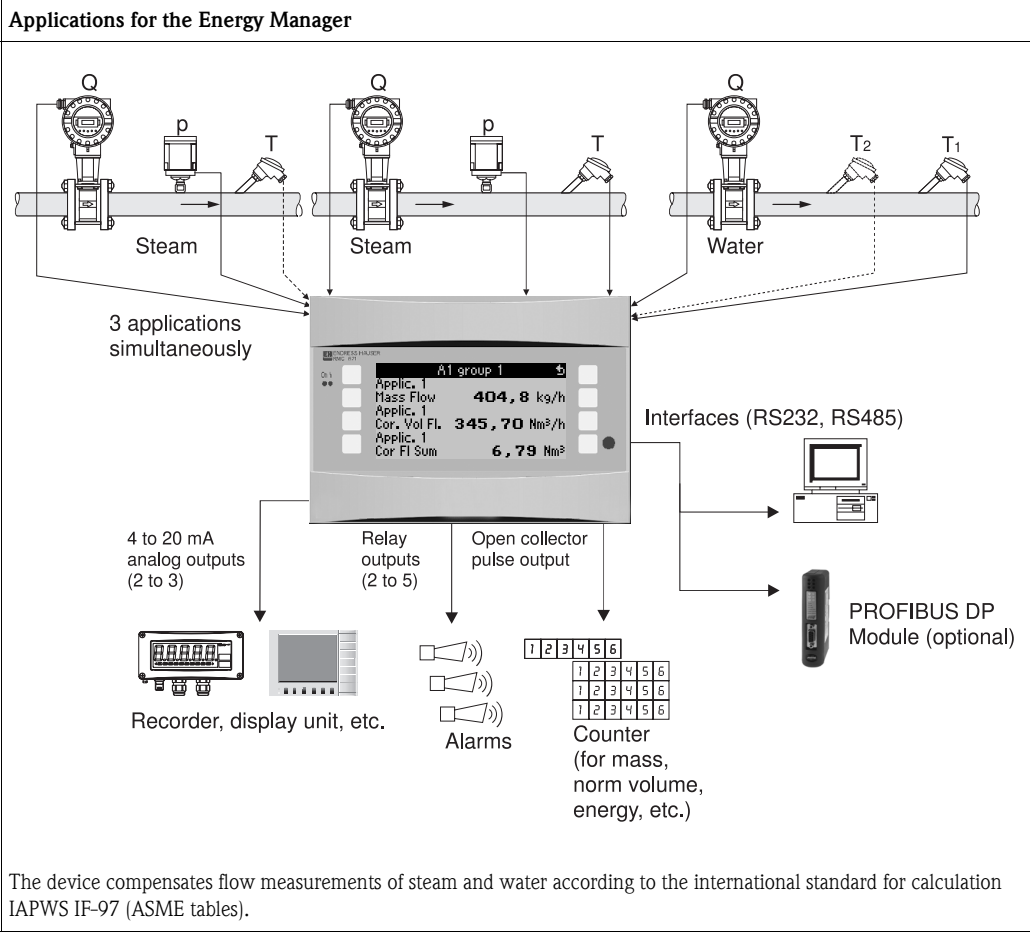 Applications for the Energy Manager
Q
p
T
Q
p
T
Q
T2
T1
Steam
Steam
Water
3 applications
simultaneously
ENDRESS HAUSER
A1 group 1
Applic. 1
Mass Flow 404,8 kg/h
Applic. 1
Cor. Vol Fl. 345,70 Nm³/h
Applic. 1
Cor Fl Sum 6,79 Nm³
Interfaces (RS232, RS485)
4 to 20 mA
analog outputs
(2 to 3)
Relay
outputs
(2 to 5)
Open collector
pulse output
PROFIBUS DP
Module (optional)
1 2 3 4 5 6
1 2 3 4 5 6
1 2 3 4 5 6
1 2 3 4 5 6
Recorder, display unit, etc.
Alarms
Counter
(for mass,
norm volume,
energy, etc.)
The device compensates flow measurements of steam and water according to the international standard for calculation
IAPWS IF-97 (ASME tables).